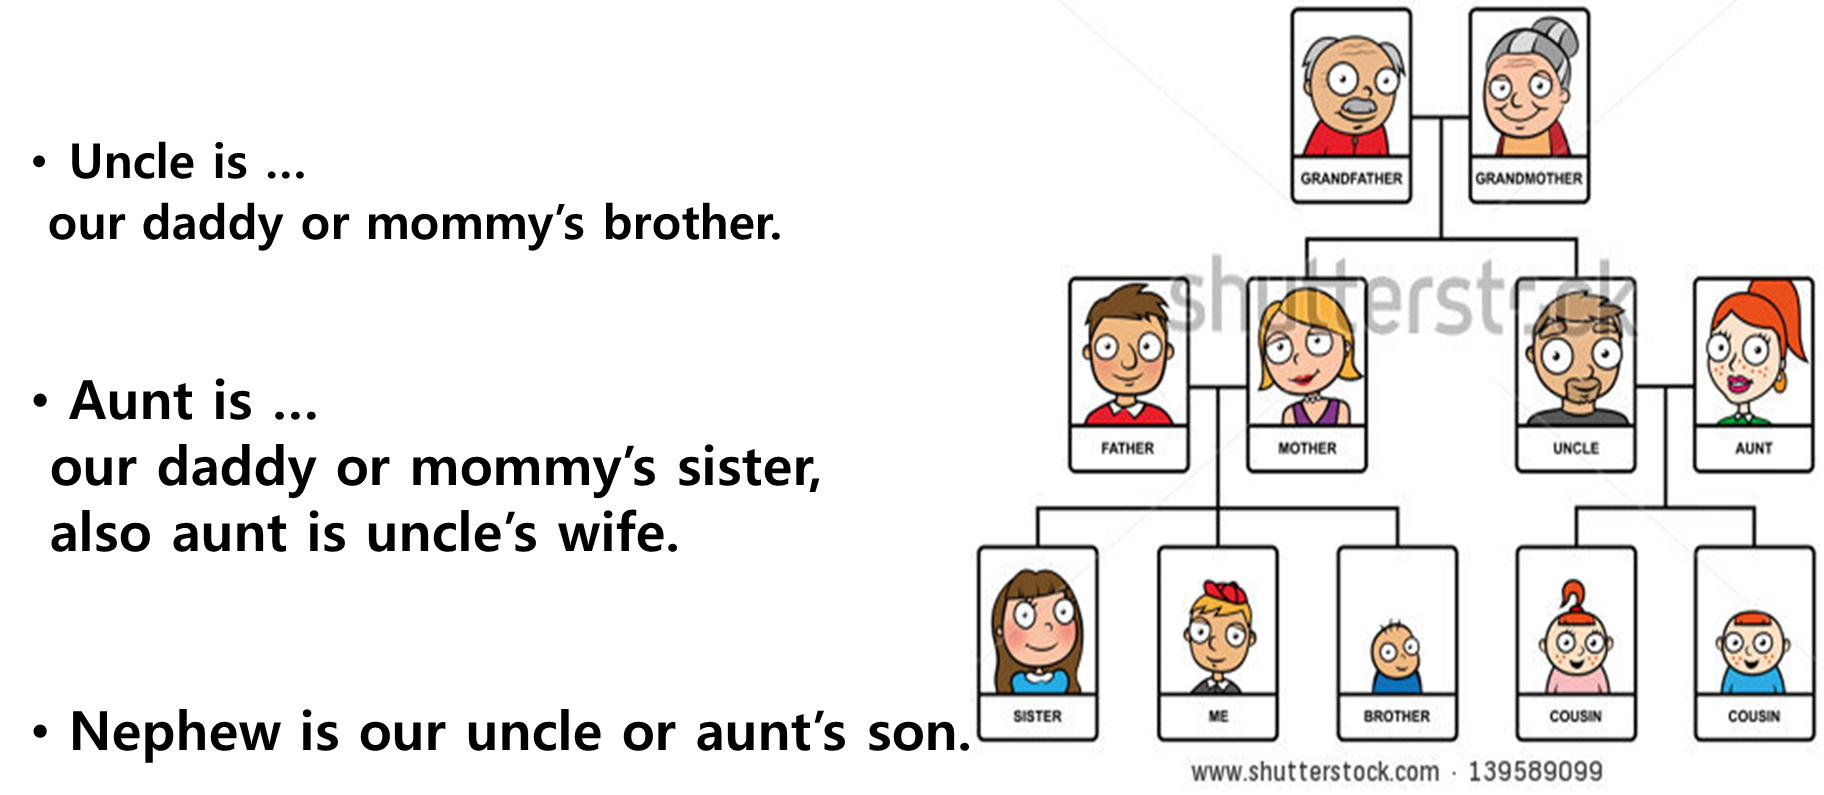 • Uncle is ...
our daddy or mommy’s brother.
• Aunt is ...
our daddy or mommy’s sister,
also aunt is uncle’s wife.
• Nephew is our uncle or aunt’s son.
GRANDFATHER GRANDMOTHER
shutterstock
FATHER MOTHER UNCLE AUNT
SISTER ME BROTHER COUSIN COUSIN
www.shutterstock.com · 139589099